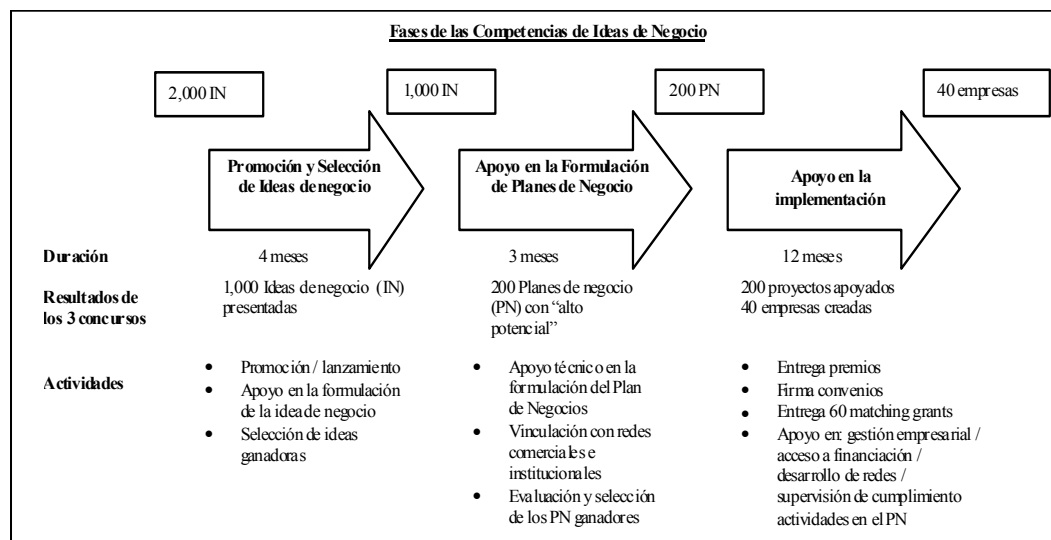 Fases de las Competencias de Ideas de Negocio
2,000 IN
1,000 IN
200 PN
40 empresas
Promoción y Selección
de Ideas de negocio
Apoyo en la Formulación
de Planes de Negocio
Apoyo en la
implementación
Duración
4 meses
3 meses
12 meses
Resultados de
los 3 concursos
1,000 Ideas de negocio (IN)
presentadas
200 Planes de negocio
(PN) con “alto
potencial”
200 proyectos apoyados
40 empresas creadas
Actividades
• Promoción / lanzamiento
• Apoyo en la formulación
de la idea de negocio
• Selección de ideas
ganadoras
• Apoyo técnico en la
formulación del Plan
de Negocios
• Vinculación con redes
comerciales e
institucionales
• Evaluación y selección
de los PN ganadores
• Entrega premios
• Firma convenios
• Entrega 60 matching grants
• Apoyo en: gestión empresarial /
acceso a financiación /
desarrollo de redes /
supervisión de cumplimiento
actividades en el PN